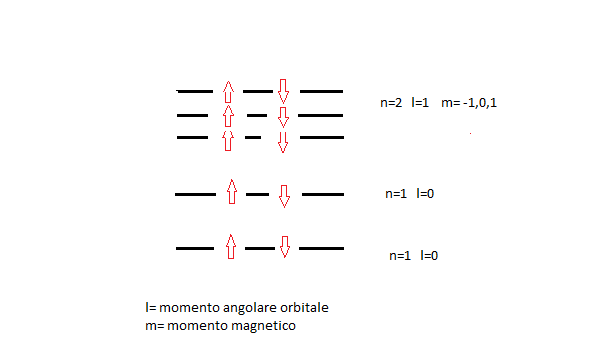 n=2 l=1 m= -1,0,1
n=1 l=0
n=1 l=0
l= momento angolare orbitale
m= momento magnetico